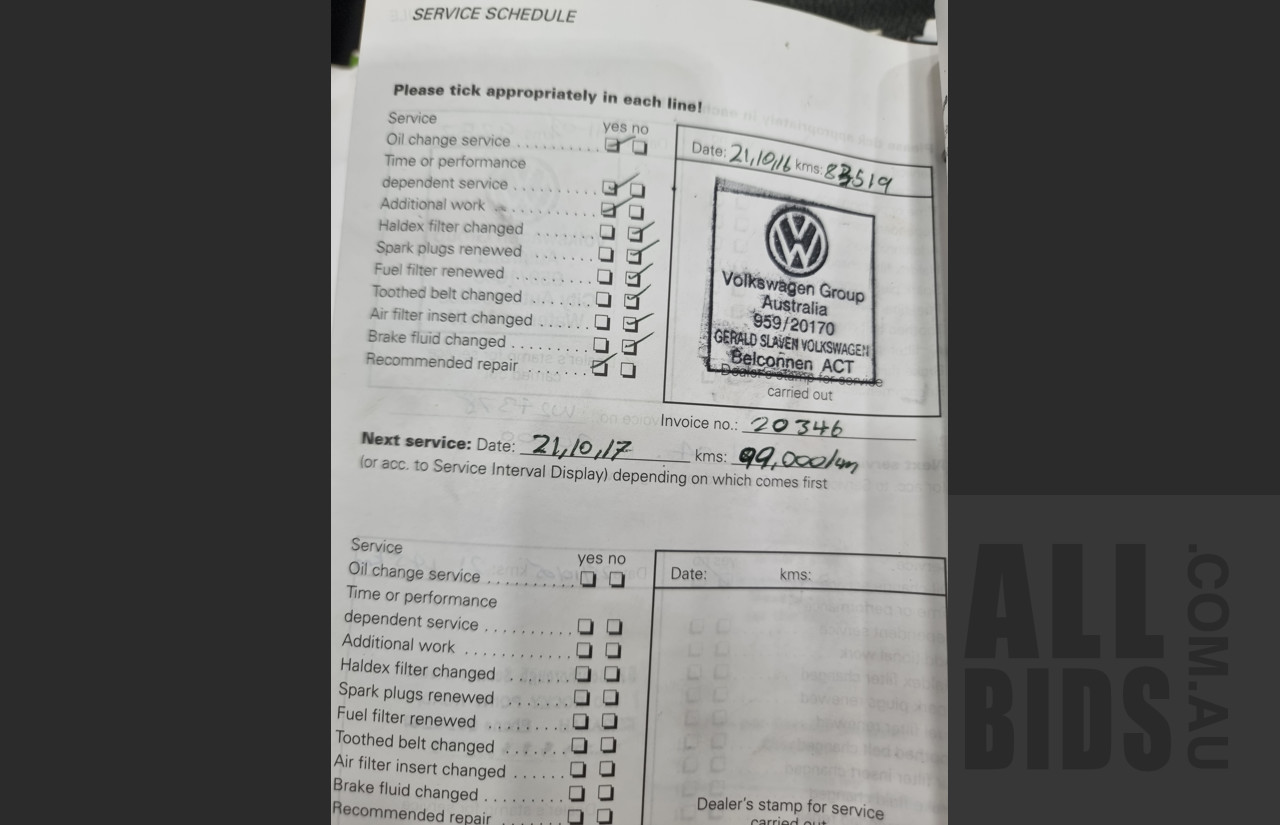 SERVICE SCHEDULE
Please tick appropriately in each line!
Service
yes no
Oil change service ..........
Time or performance
dependent service ..........
Additional work ..........
Haldex filter changed .......
Spark plugs renewed .......
Fuel filter renewed ..........
Toothed belt changed .......
Air filter insert changed ......
Brake fluid changed ..........
Recommended repair ........
Date: 21,10,16 kms: 83519
Volkswagen Group
Australia
959/20170
GERALD SLAVEN VOLKSWAGEN
Belconnen ACT
Dealer's stamp for service
carried out
Invoice no.: 20346
Next service: Date: 21,10,17 kms: 99,000km
(or acc. to Service Interval Display) depending on which comes first
Service
yes no
Oil change service ..........
Time or performance
dependent service ..........
Additional work ............
Haldex filter changed .......
Spark plugs renewed .......
Fuel filter renewed ..........
Toothed belt changed .......
Air filter insert changed ......
Brake fluid changed .........
Recommended repair ........
Date: kms:
Dealer's stamp for service
carried out
ALL
BIDS
.COM.AU